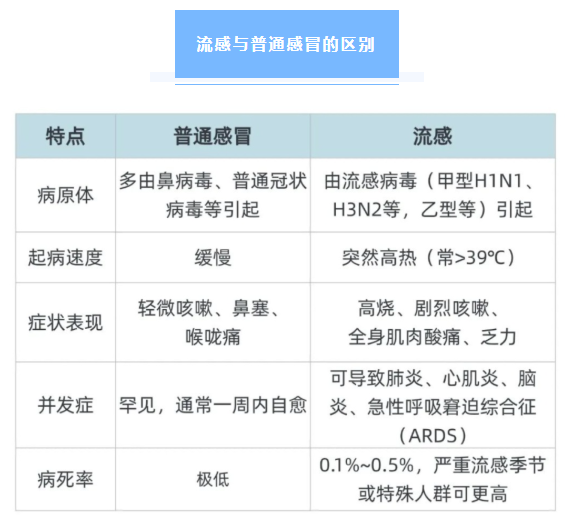 流感与普通感冒的区别
特点
普通感冒
流感
病原体
多由鼻病毒、普通冠状
病毒等引起
由流感病毒（甲型H1N1、
H3N2等，乙型等）引起
起病速度
缓慢
突然高热（常>39℃）
症状表现
轻微咳嗽、鼻塞、
喉咙痛
高烧、剧烈咳嗽、
全身肌肉酸痛、乏力
并发症
罕见，通常一周内自愈
可导致肺炎、心肌炎、脑
炎、急性呼吸窘迫综合征
（ARDS）
病死率
极低
0.1%~0.5%，严重流感季节
或特殊人群可更高